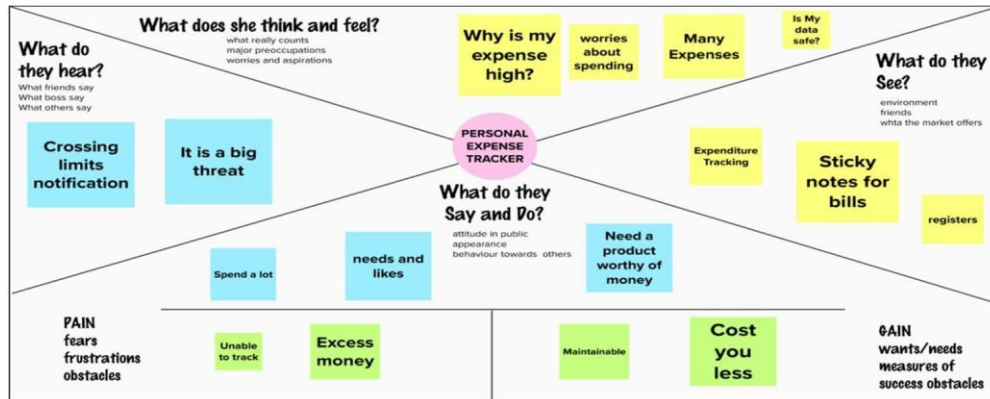 What does she think and feel?
what really counts
major preoccupations
worries and aspirations
Why is my
expense
high?
worries
about
spending
Many
Expenses
Is My
data
safe?
What do
they hear?
What friends say
What boss say
What others say
Crossing
limits
notification
It is a big
threat
PERSONAL
EXPENSE
TRACKER
What do they
See?
environment
friends
whta the market offers
Expenditure
Tracking
Sticky
notes for
bills
registers
What do they
Say and Do?
attitude in public
appearance
behaviour towards others
Spend a lot
needs and
likes
Need a
product
worthy of
money
PAIN
fears
frustrations
obstacles
Unable
to track
Excess
money
Maintainable
Cost
you
less
GAIN
wants/needs
measures of
success obstacles